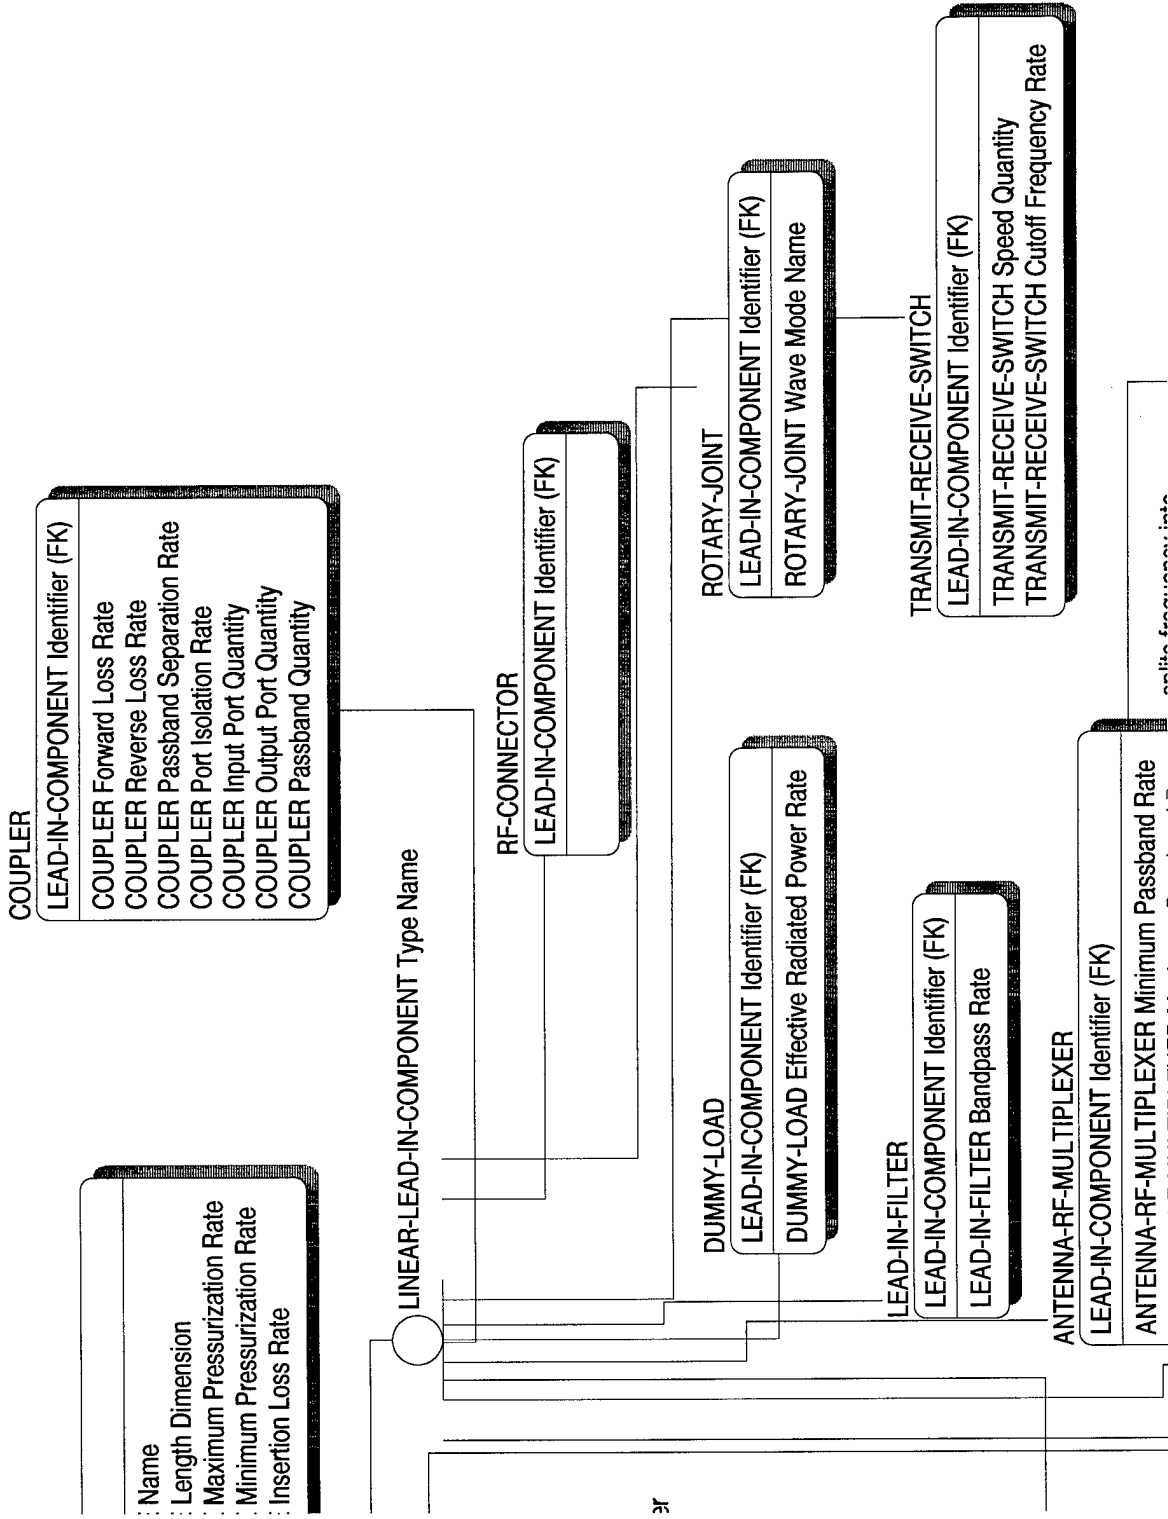 COUPLER
LEAD-IN-COMPONENT Identifier (FK)
COUPLER Forward Loss Rate
COUPLER Reverse Loss Rate
COUPLER Passband Separation Rate
COUPLER Port Isolation Rate
COUPLER Input Port Quantity
COUPLER Output Port Quantity
COUPLER Passband Quantity
Name
Length Dimension
Maximum Pressurization Rate
Minimum Pressurization Rate
Insertion Loss Rate
LINEAR-LEAD-IN-COMPONENT Type Name
RF-CONNECTOR
LEAD-IN-COMPONENT Identifier (FK)
er
DUMMY-LOAD
LEAD-IN-COMPONENT Identifier (FK)
DUMMY-LOAD Effective Radiated Power Rate
ROTARY-JOINT
LEAD-IN-COMPONENT Identifier (FK)
ROTARY-JOINT Wave Mode Name
LEAD-IN-FILTER
LEAD-IN-COMPONENT Identifier (FK)
LEAD-IN-FILTER Bandpass Rate
TRANSMIT-RECEIVE-SWITCH
LEAD-IN-COMPONENT Identifier (FK)
TRANSMIT-RECEIVE-SWITCH Speed Quantity
TRANSMIT-RECEIVE-SWITCH Cutoff Frequency Rate
ANTENNA-RF-MULTIPLEXER
LEAD-IN-COMPONENT Identifier (FK)
ANTENNA-RF-MULTIPLEXER Minimum Passband Rate
splits frequency into